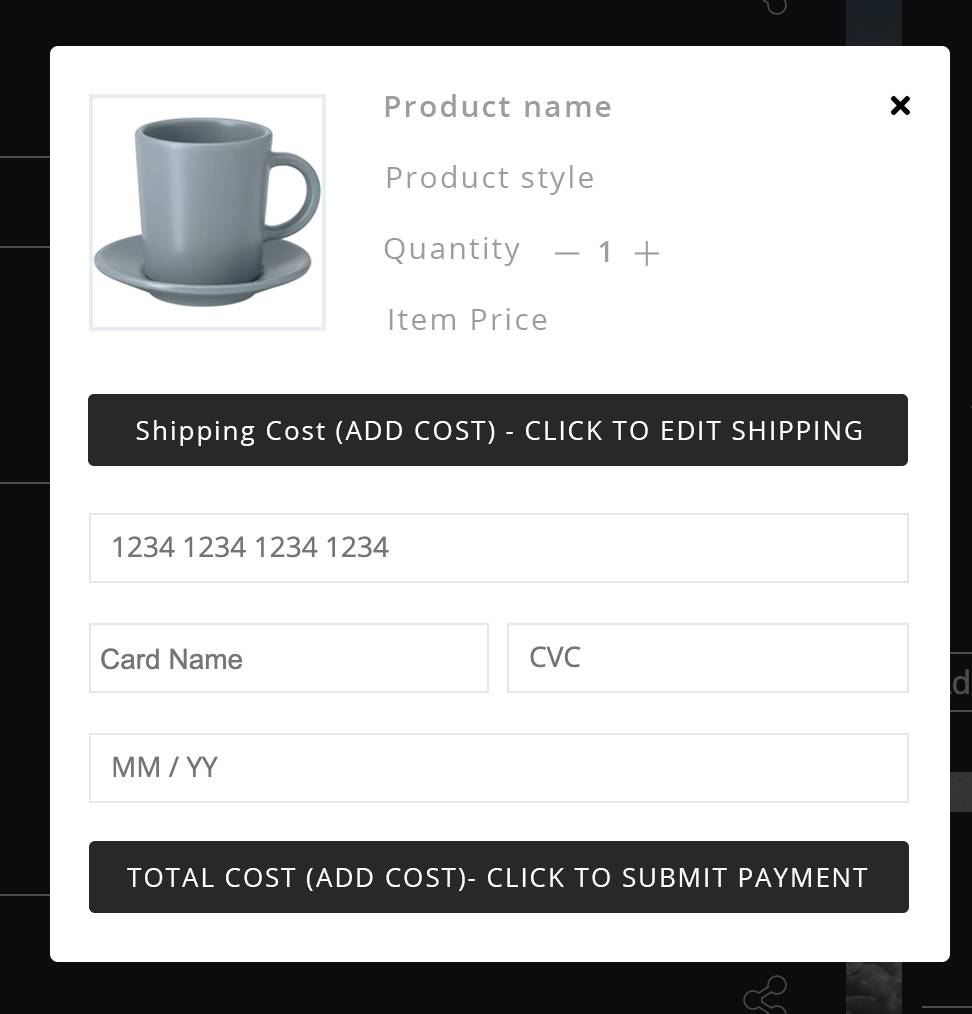 Product name
Product style
Quantity — 1 +
Item Price
Shipping Cost (ADD COST) - CLICK TO EDIT SHIPPING
1234 1234 1234 1234
Card Name
CVC
MM / YY
TOTAL COST (ADD COST)- CLICK TO SUBMIT PAYMENT